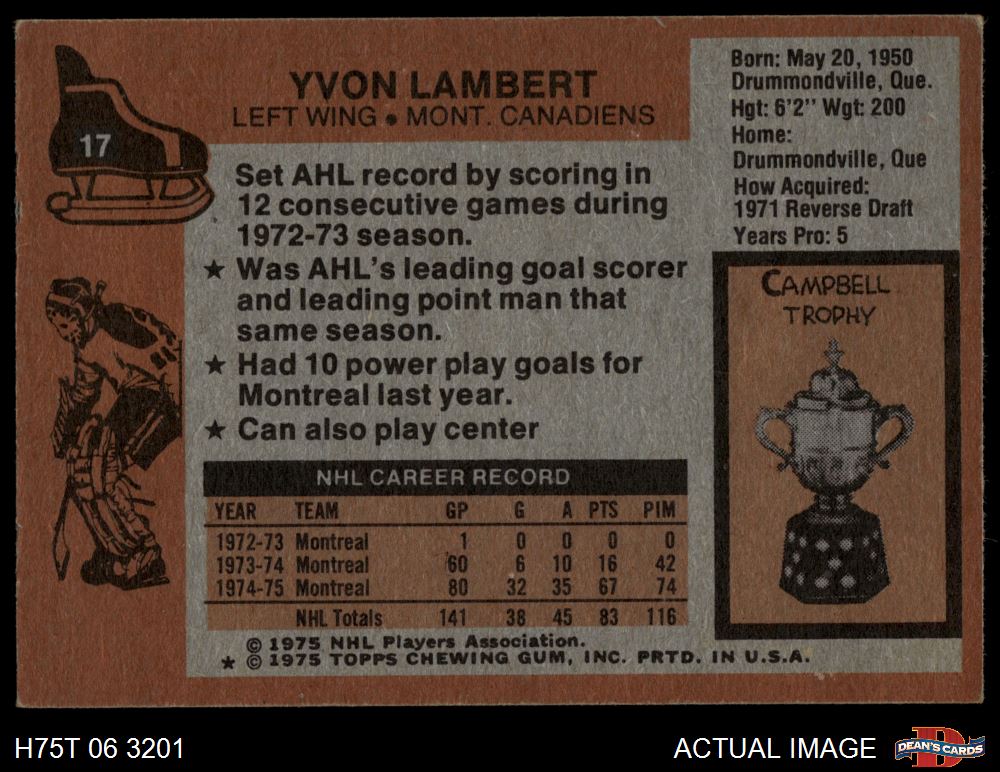 17
YVON LAMBERT
LEFT WING • MONT. CANADIENS
Set AHL record by scoring in
12 consecutive games during
1972-73 season.
★ Was AHL's leading goal scorer
and leading point man that
same season.
★ Had 10 power play goals for
Montreal last year.
★ Can also play center
NHL CAREER RECORD
YEAR TEAM GP G A PTS PIM
1972-73 Montreal 1 0 0 0 0
1973-74 Montreal 60 6 10 16 42
1974-75 Montreal 80 32 35 67 74
NHL Totals 141 38 45 83 116
© 1975 NHL Players Association.
★ © 1975 TOPPS CHEWING GUM, INC. PRTD. IN U.S.A.
Born: May 20, 1950
Drummondville, Que.
Hgt: 6'2" Wgt: 200
Home:
Drummondville, Que
How Acquired:
1971 Reverse Draft
Years Pro: 5
CAMPBELL
TROPHY
H75T 06 3201
ACTUAL IMAGE
DEAN'S CARDS